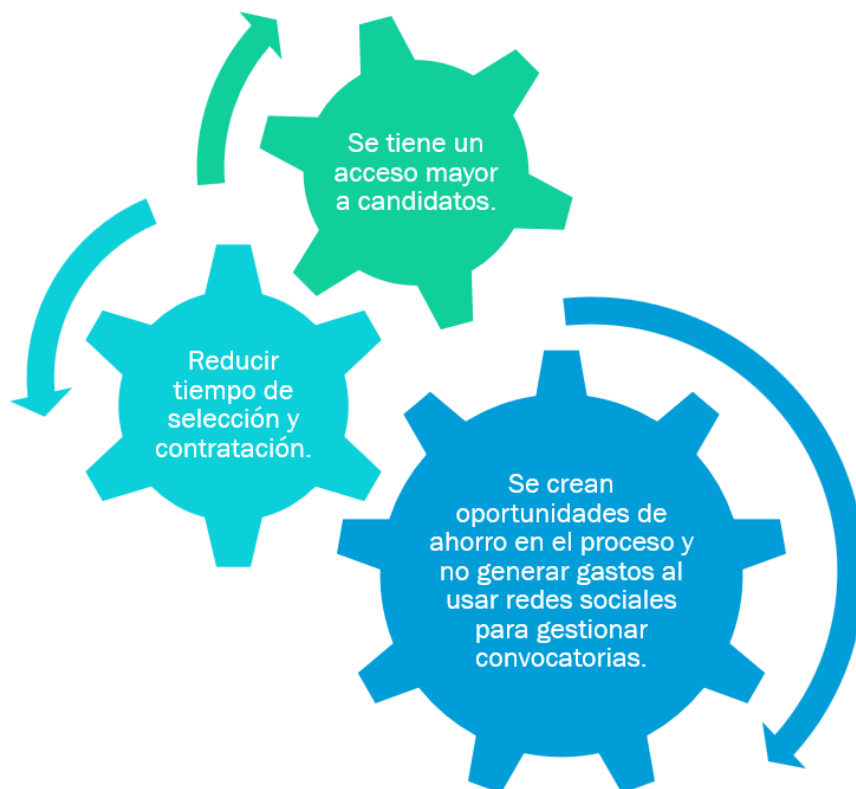 Se tiene un
acceso mayor
a candidatos.
Reducir
tiempo de
selección y
contratación.
Se crean
oportunidades de
ahorro en el proceso y
no generar gastos al
usar redes sociales
para gestionar
convocatorias.